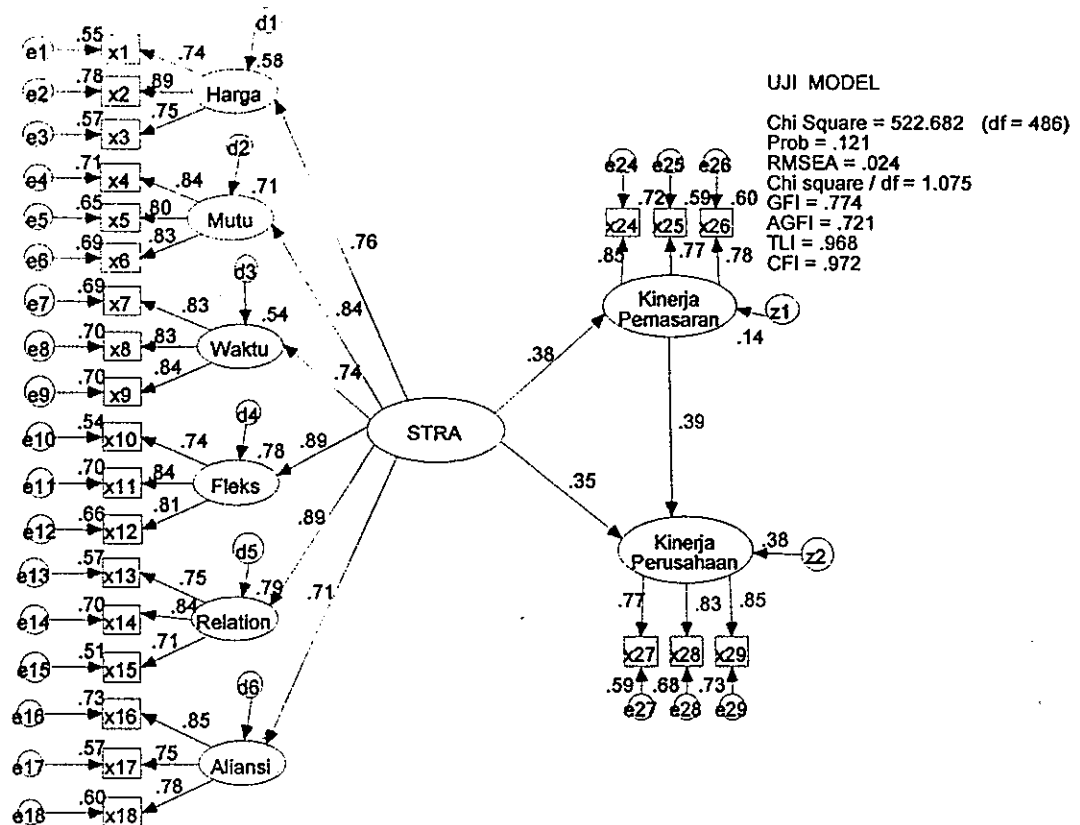 d1
e1 .55 x1 .74
.58
e2 .78 x2 .89 Harga
e3 .57 x3 .75
d2
e4 .71 x4 .84 .71
e5 .65 x5 .80 Mutu
e6 .69 x6 .83
d3
e7 .69 x7 .83 .54
e8 .70 x8 .83 Waktu
e9 .70 x9 .84
d4
e10 .54 x10 .74 .78
e11 .70 x11 .84 Fleks
e12 .66 x12 .81
d5
e13 .57 x13 .75 .79
e14 .70 x14 .84 Relation
e15 .51 x15 .71
d6
e16 .73 x16 .85
e17 .57 x17 .75 Aliansi
e18 .60 x18 .78
.76
.84
.74
.89
.89
.71
STRA
.38
.35
.39
e24 e25 e26
.72 .59 .60
x24 x25 x26
.85 .77 .78
Kinerja
Pemasaran
z1
.14
Kinerja
Perusahaan
.38
z2
.77 .83 .85
x27 x28 x29
.59 .68 .73
e27 e28 e29
UJI MODEL
Chi Square = 522.682 (df = 486)
Prob = .121
RMSEA = .024
Chi square / df = 1.075
GFI = .774
AGFI = .721
TLI = .968
CFI = .972